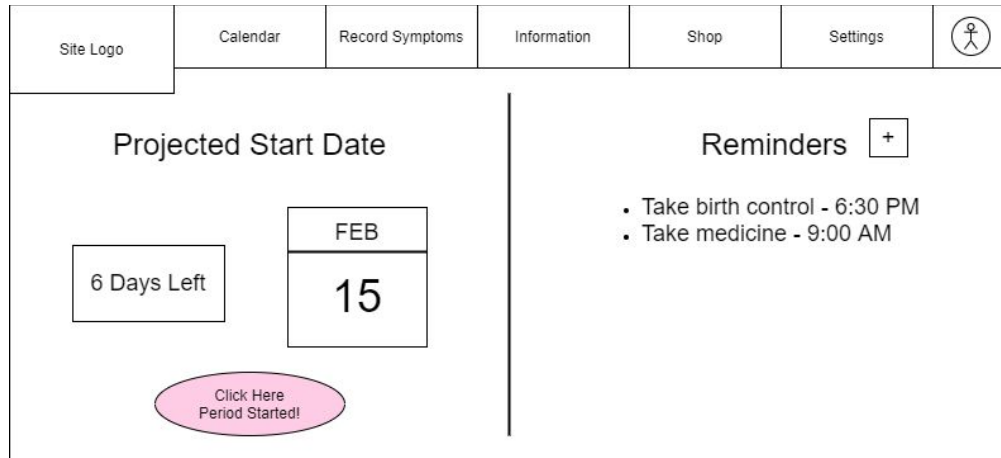 Site Logo
Calendar
Record Symptoms
Information
Shop
Settings
Projected Start Date
6 Days Left
FEB
15
Click Here
Period Started!
Reminders +
• Take birth control - 6:30 PM
• Take medicine - 9:00 AM